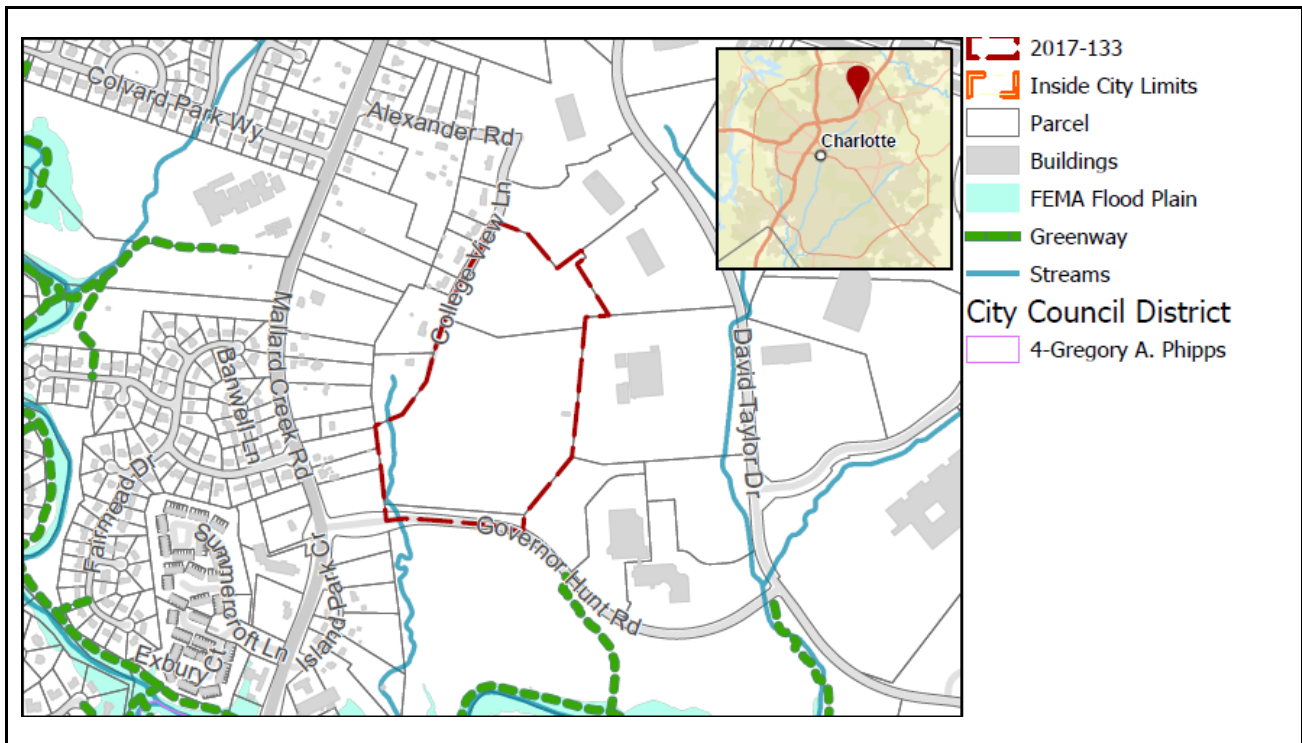 Colvard Park Wy
Alexander Rd
College View Ln
Mallard Creek Rd
Banwell Ln
Fairmead Dr
Summercroft Ln
Exbury Ct
Island Park Cr
Governor Hunt Rd
David Taylor Dr
Charlotte
2017-133
Inside City Limits
Parcel
Buildings
FEMA Flood Plain
Greenway
Streams
City Council District
4-Gregory A. Phipps